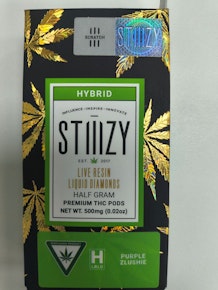 SCRATCH
STIIIZY
HYBRID
INFLUENCE • INSPIRE • INNOVATE
STIIIZY
EST. 2017
LIVE RESIN
LIQUID DIAMONDS
HALF GRAM
PREMIUM THC PODS
NET WT. 500mg (0.02oz)
H
PURPLE
ZLUSHIE